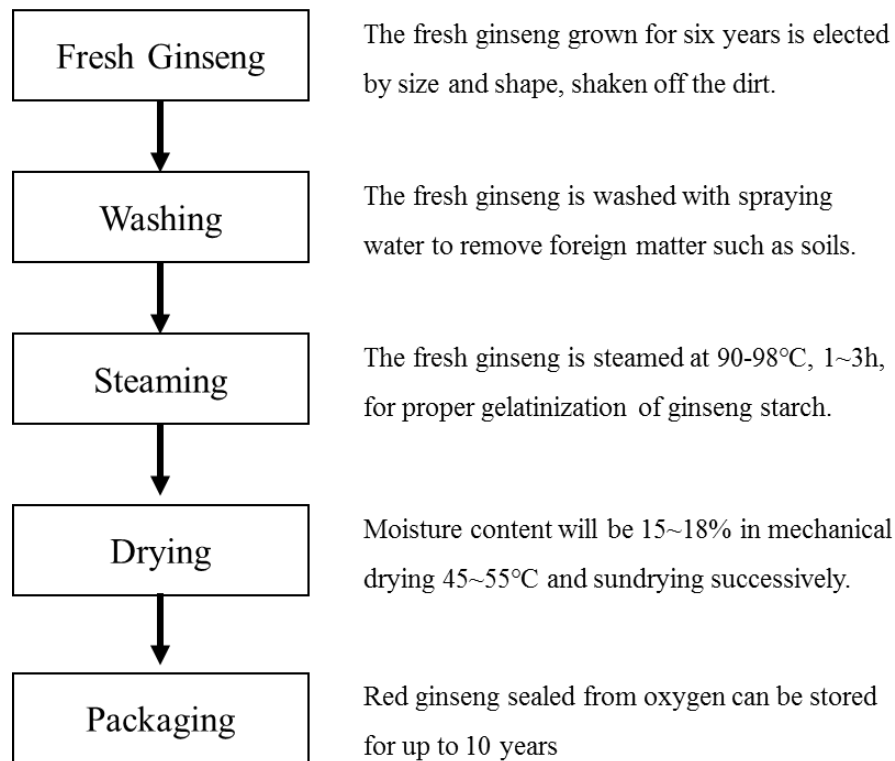 Fresh Ginseng
The fresh ginseng grown for six years is elected
by size and shape, shaken off the dirt.
Washing
The fresh ginseng is washed with spraying
water to remove foreign matter such as soils.
Steaming
The fresh ginseng is steamed at 90-98℃, 1~3h,
for proper gelatinization of ginseng starch.
Drying
Moisture content will be 15~18% in mechanical
drying 45~55℃ and sundrying successively.
Packaging
Red ginseng sealed from oxygen can be stored
for up to 10 years